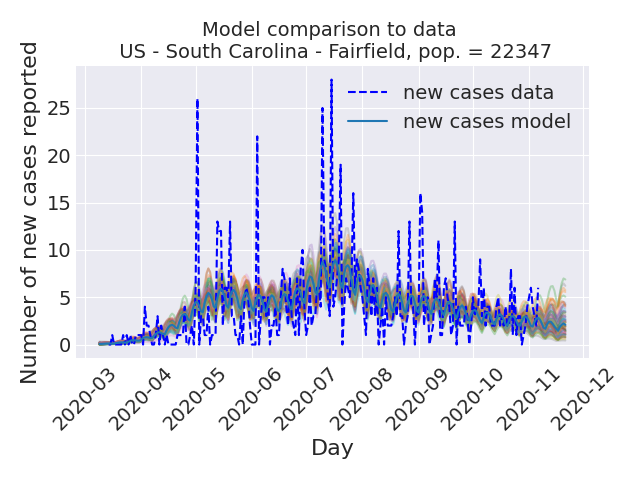 Model comparison to data
US - South Carolina - Fairfield, pop. = 22347
Number of new cases reported
25
20
15
10
5
0
new cases data
new cases model
2020-03
2020-04
2020-05
2020-06
2020-07
2020-08
2020-09
2020-10
2020-11
2020-12
Day